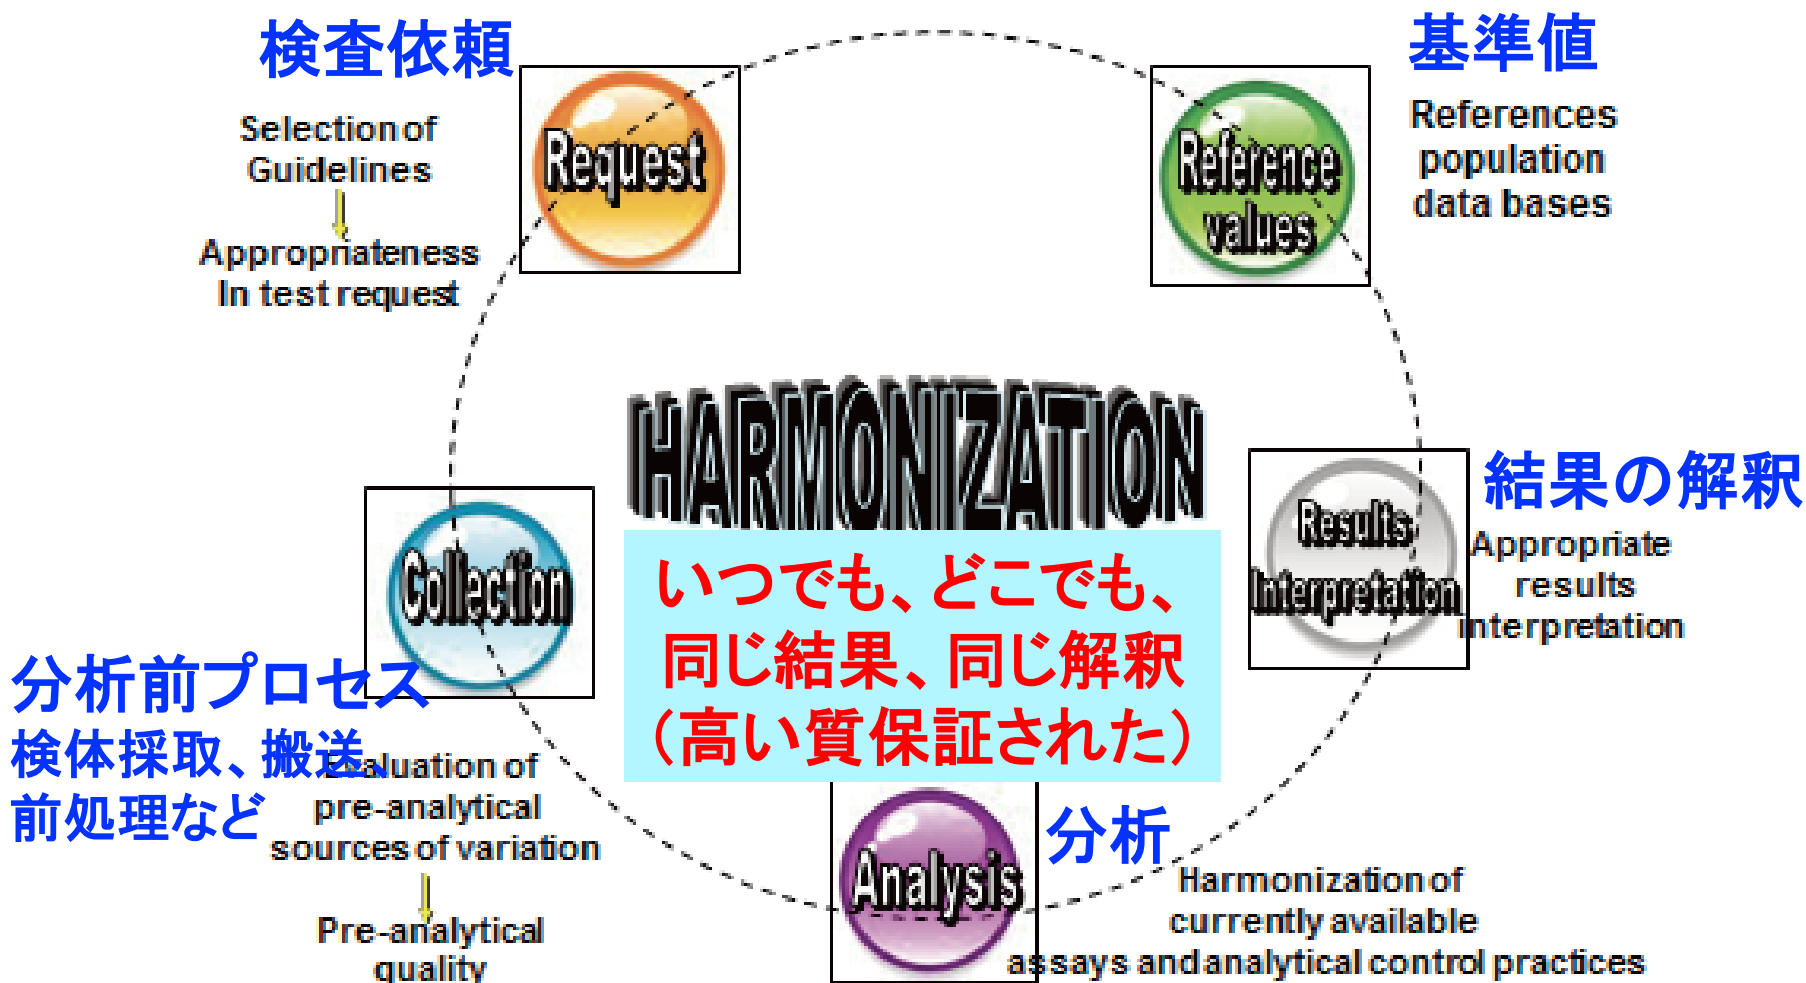 検査依頼
Selection of
Guidelines
Appropriateness
In test request
Request
基準値
References
population
data bases
Reference
values
HARMONIZATION
いつでも、どこでも、
同じ結果、同じ解釈
（高い質保証された）
結果の解釈
Appropriate
results
interpretation
Results
Interpretation
Collection
分析前プロセス
検体採取、搬送、
前処理など
Evaluation of
pre-analytical
sources of variation
Pre-analytical
quality
分析
Analysis
Harmonization of
currently available
assays and analytical control practices